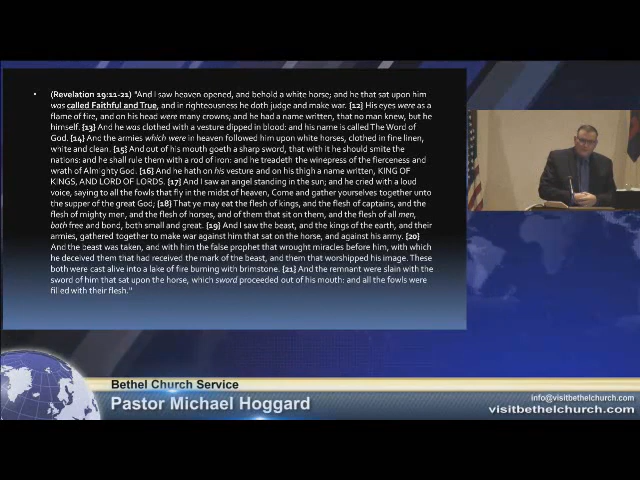 • (Revelation 19:11-21) "And I saw heaven opened, and behold a white horse; and he that sat upon him
was called Faithful and True, and in righteousness he doth judge and make war. [12] His eyes were as a
flame of fire, and on his head were many crowns; and he had a name written, that no man knew, but he
himself. [13] And he was clothed with a vesture dipped in blood: and his name is called The Word of
God. [14] And the armies which were in heaven followed him upon white horses, clothed in fine linen,
white and clean. [15] And out of his mouth goeth a sharp sword, that with it he should smite the
nations: and he shall rule them with a rod of iron: and he treadeth the winepress of the fierceness and
wrath of Almighty God. [16] And he hath on his vesture and on his thigh a name written, KING OF
KINGS, AND LORD OF LORDS. [17] And I saw an angel standing in the sun; and he cried with a loud
voice, saying to all the fowls that fly in the midst of heaven, Come and gather yourselves together unto
the supper of the great God; [18] That ye may eat the flesh of kings, and the flesh of captains, and the
flesh of mighty men, and the flesh of horses, and of them that sit on them, and the flesh of all men,
both free and bond, both small and great. [19] And I saw the beast, and the kings of the earth, and their
armies, gathered together to make war against him that sat on the horse, and against his army. [20]
And the beast was taken, and with him the false prophet that wrought miracles before him, with which
he deceived them that had received the mark of the beast, and them that worshipped his image. These
both were cast alive into a lake of fire burning with brimstone. [21] And the remnant were slain with the
sword of him that sat upon the horse, which sword proceeded out of his mouth: and all the fowls were
filled with their flesh."
Bethel Church Service
Pastor Michael Hoggard
info@visitbethelchurch.com
visitbethelchurch.com